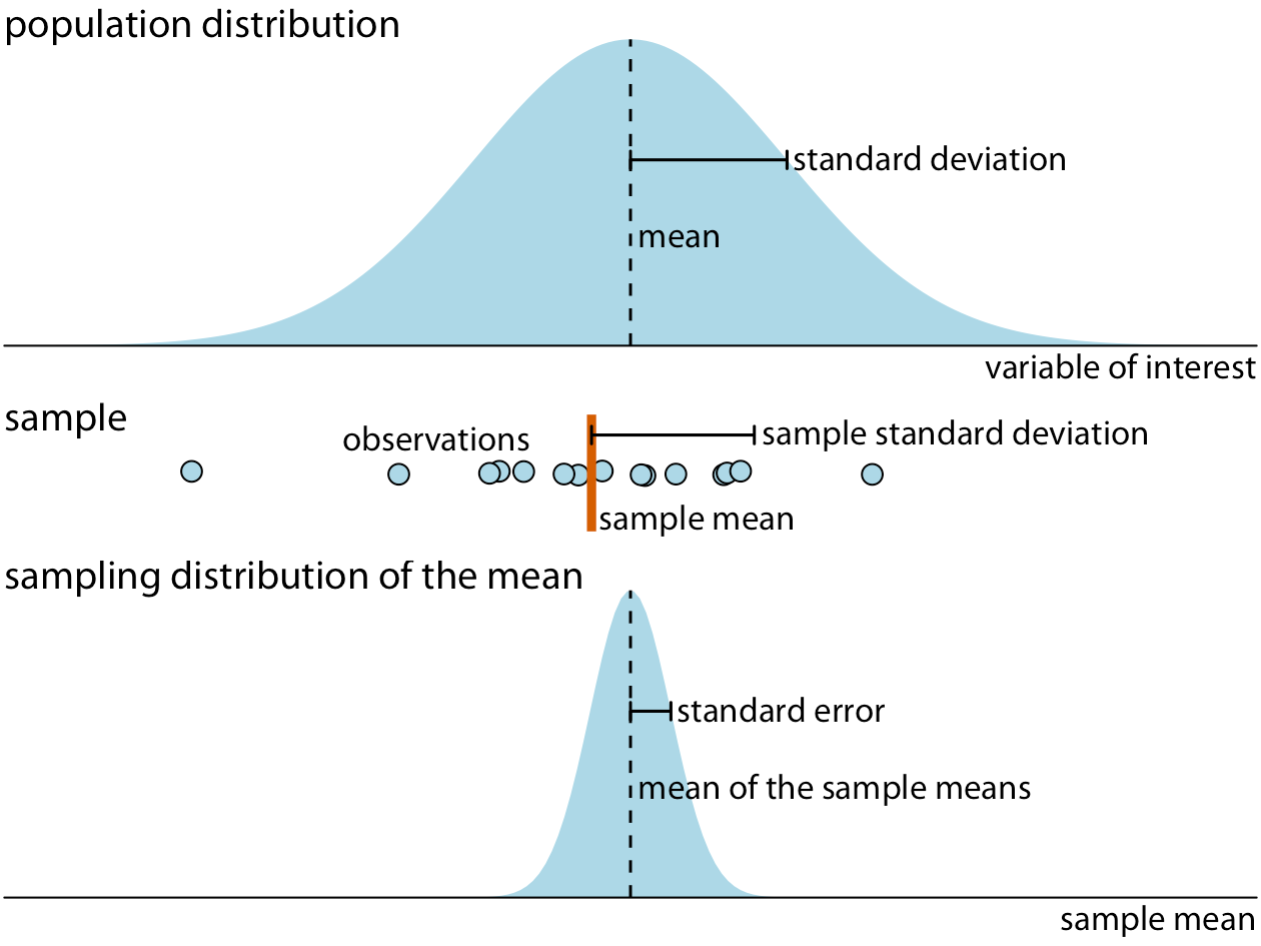 population distribution
standard deviation
mean
variable of interest
sample
observations
sample standard deviation
sample mean
sampling distribution of the mean
standard error
mean of the sample means
sample mean